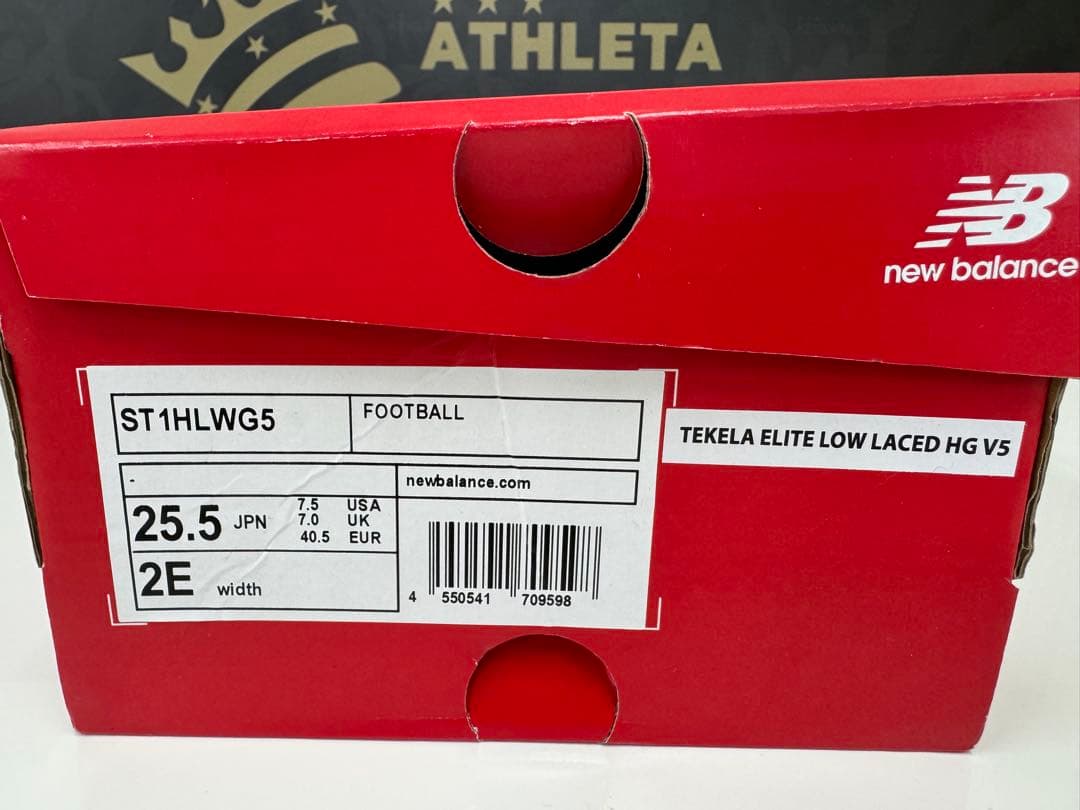 ATHLETA
NB
new balance
ST1HLWG5
FOOTBALL
TEKELA ELITE LOW LACED HG V5
-
newbalance.com
25.5 JPN
7.5 USA
7.0 UK
40.5 EUR
2E width
4 550541 709598